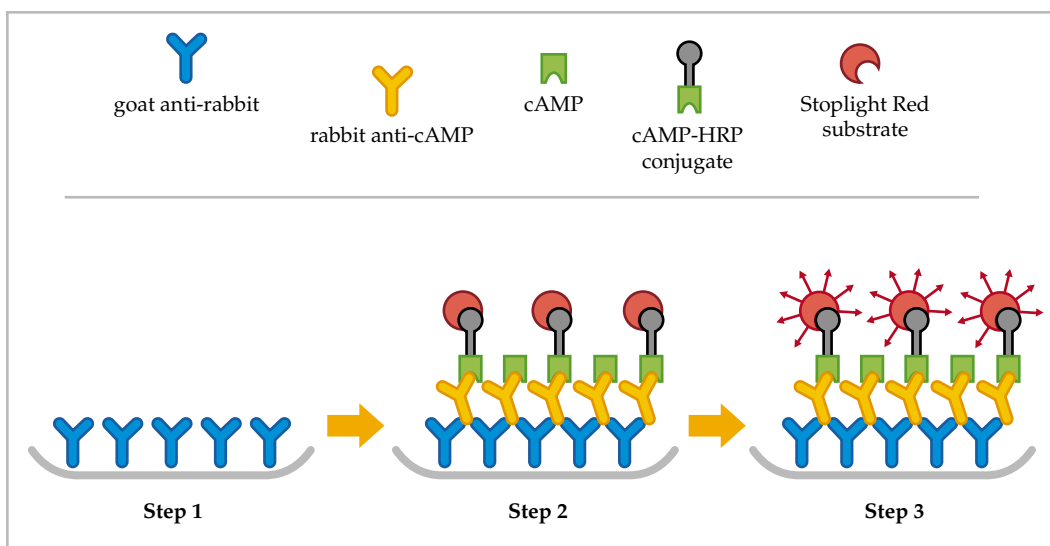 goat anti-rabbit
rabbit anti-cAMP
cAMP
cAMP-HRP
conjugate
Stoplight Red
substrate
Step 1
Step 2
Step 3